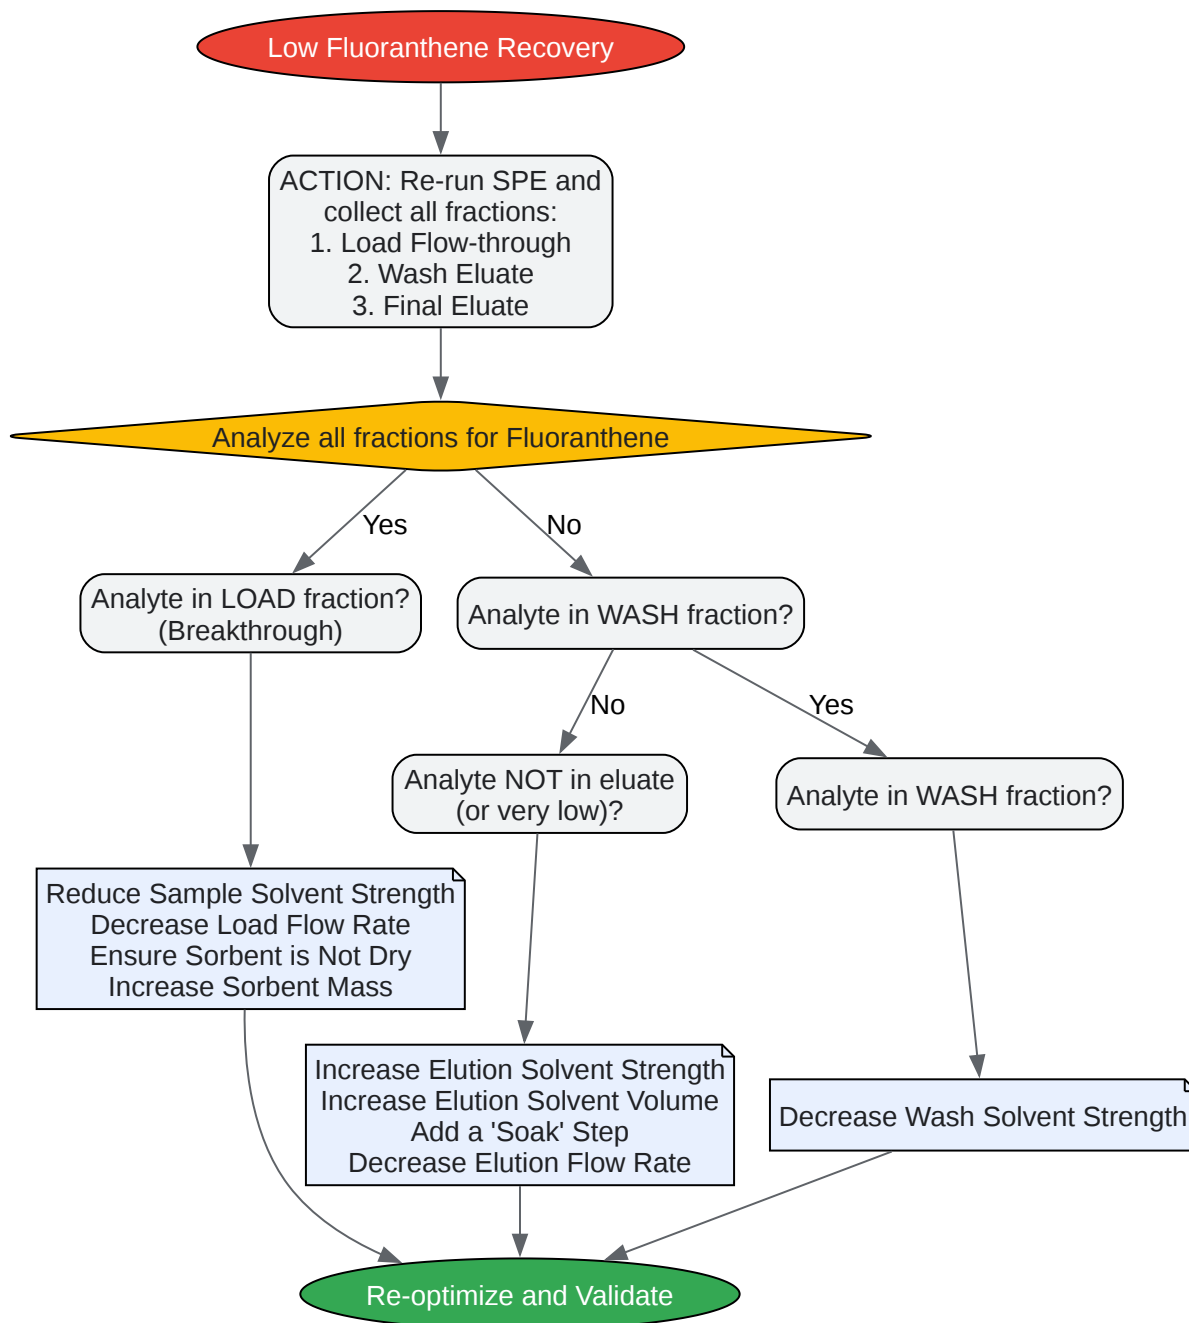 Low Fluoranthene Recovery
ACTION: Re-run SPE and
collect all fractions:
1. Load Flow-through
2. Wash Eluate
3. Final Eluate
Analyze all fractions for Fluoranthene
Yes
No
Analyte in LOAD fraction?
(Breakthrough)
Analyte in WASH fraction?
No
Yes
Analyte NOT in eluate
(or very low)?
Analyte in WASH fraction?
Reduce Sample Solvent Strength
Decrease Load Flow Rate
Ensure Sorbent is Not Dry
Increase Sorbent Mass
Increase Elution Solvent Strength
Increase Elution Solvent Volume
Add a 'Soak' Step
Decrease Elution Flow Rate
Decrease Wash Solvent Strength
Re-optimize and Validate